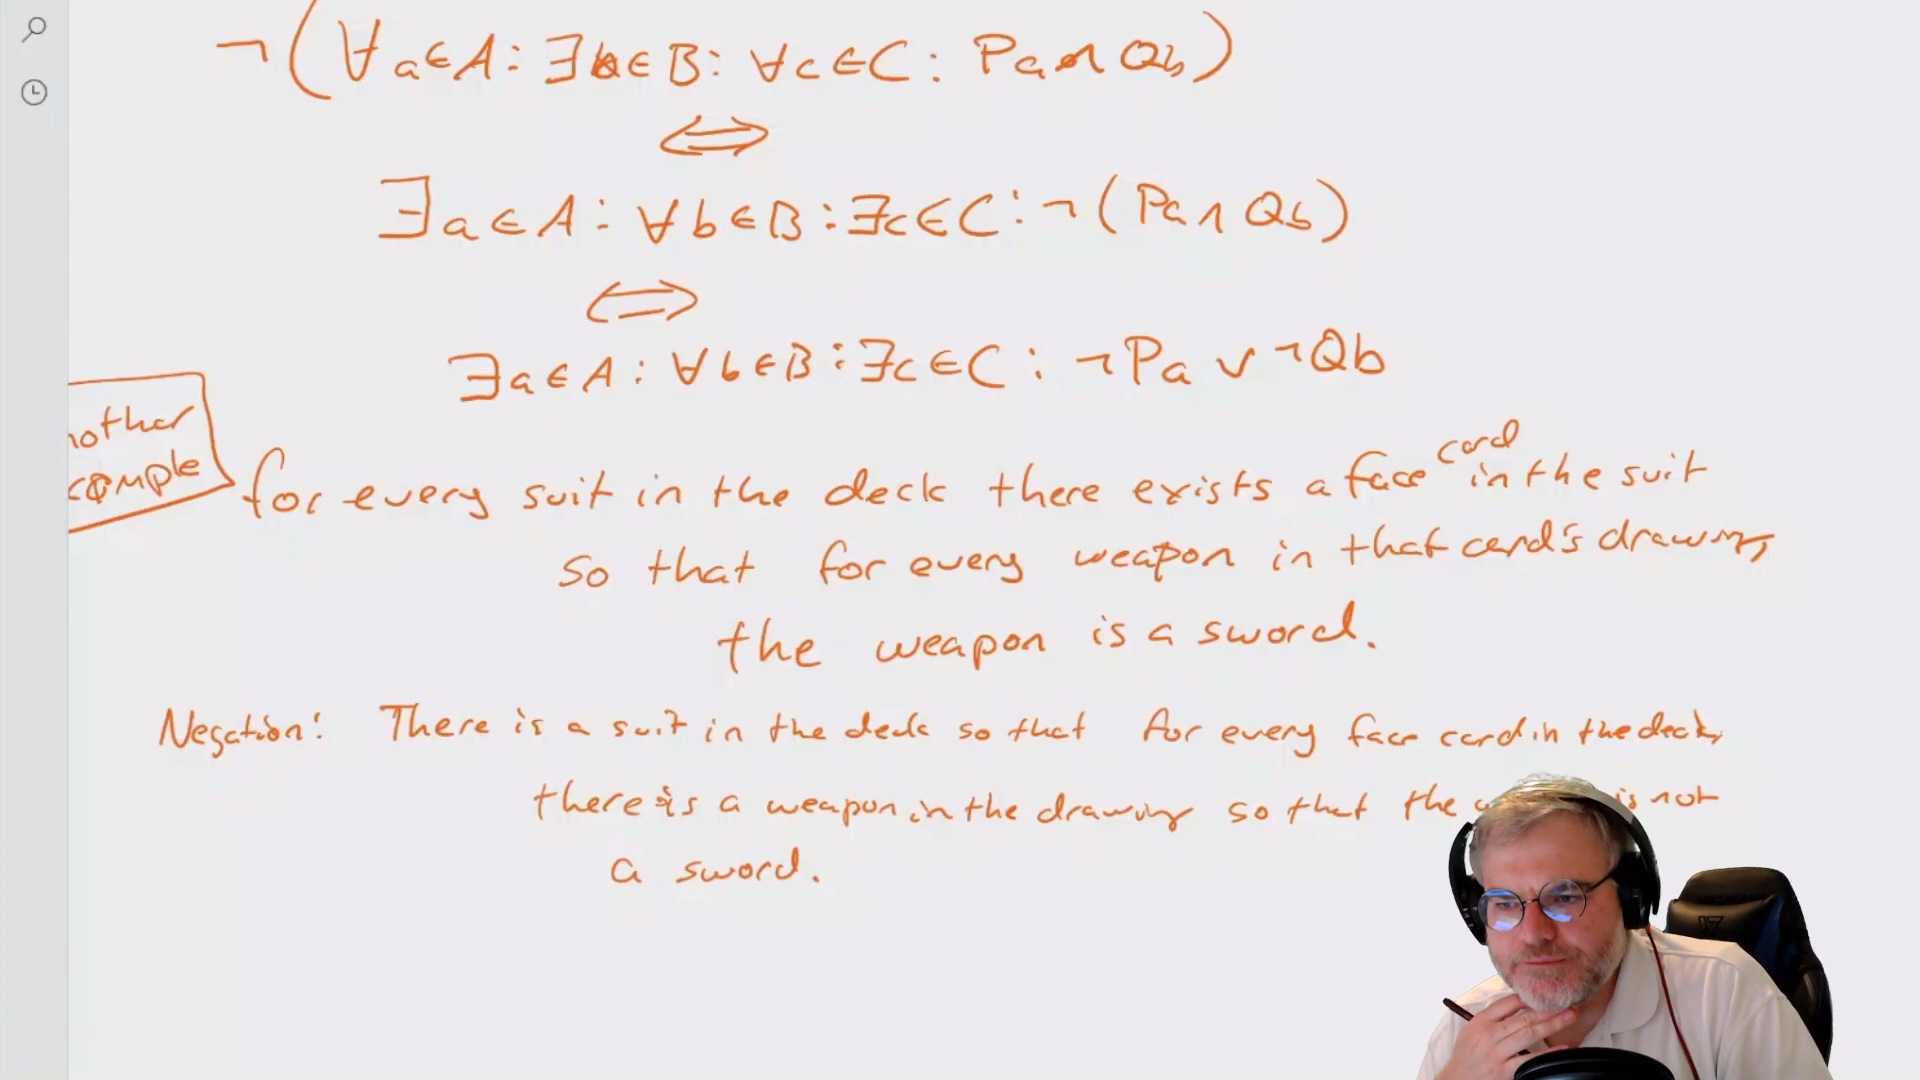 ¬(∀a∈A: ∃b∈B: ∀c∈C: Pa∧Qb)
⟺
∃a∈A: ∀b∈B: ∃c∈C: ¬(Pa∧Qb)
⟺
∃a∈A: ∀b∈B: ∃c∈C: ¬Pa ∨ ¬Qb
nother
xample
for every suit in the deck there exists a face card in the suit
so that for every weapon in that card's drawing,
the weapon is a sword.
Negation: There is a suit in the deck so that for every face card in the deck,
there is a weapon in the drawing so that the is not
a sword.